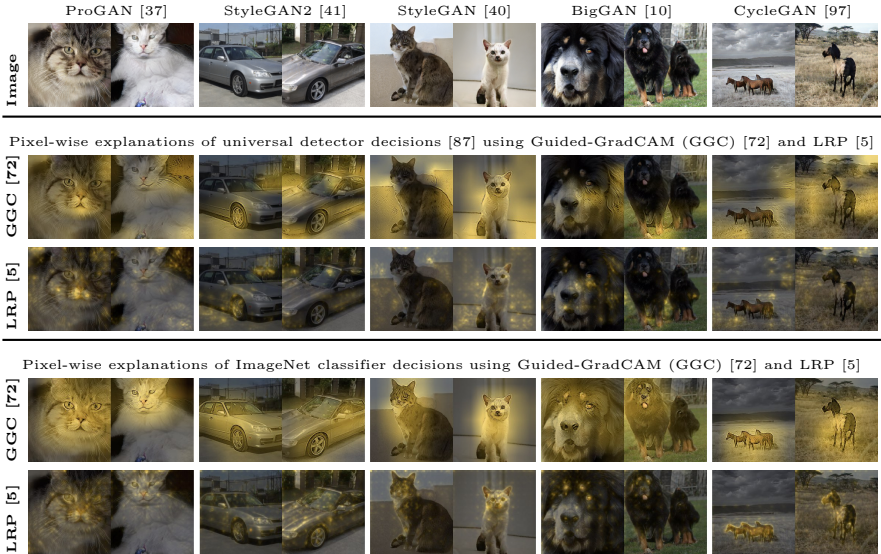 ProGAN [37] StyleGAN2 [41] StyleGAN [40] BigGAN [10] CycleGAN [97]
Image
Pixel-wise explanations of universal detector decisions [87] using Guided-GradCAM (GGC) [72] and LRP [5]
GGC [72]
LRP [5]
Pixel-wise explanations of ImageNet classifier decisions using Guided-GradCAM (GGC) [72] and LRP [5]
GGC [72]
LRP [5]